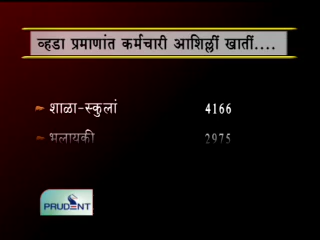 व्हडा प्रमाणांत कर्मचारी आशिल्लीं खातीं....
शाळा-स्कुलां 4166
भलायकी 2975
PRUDENT